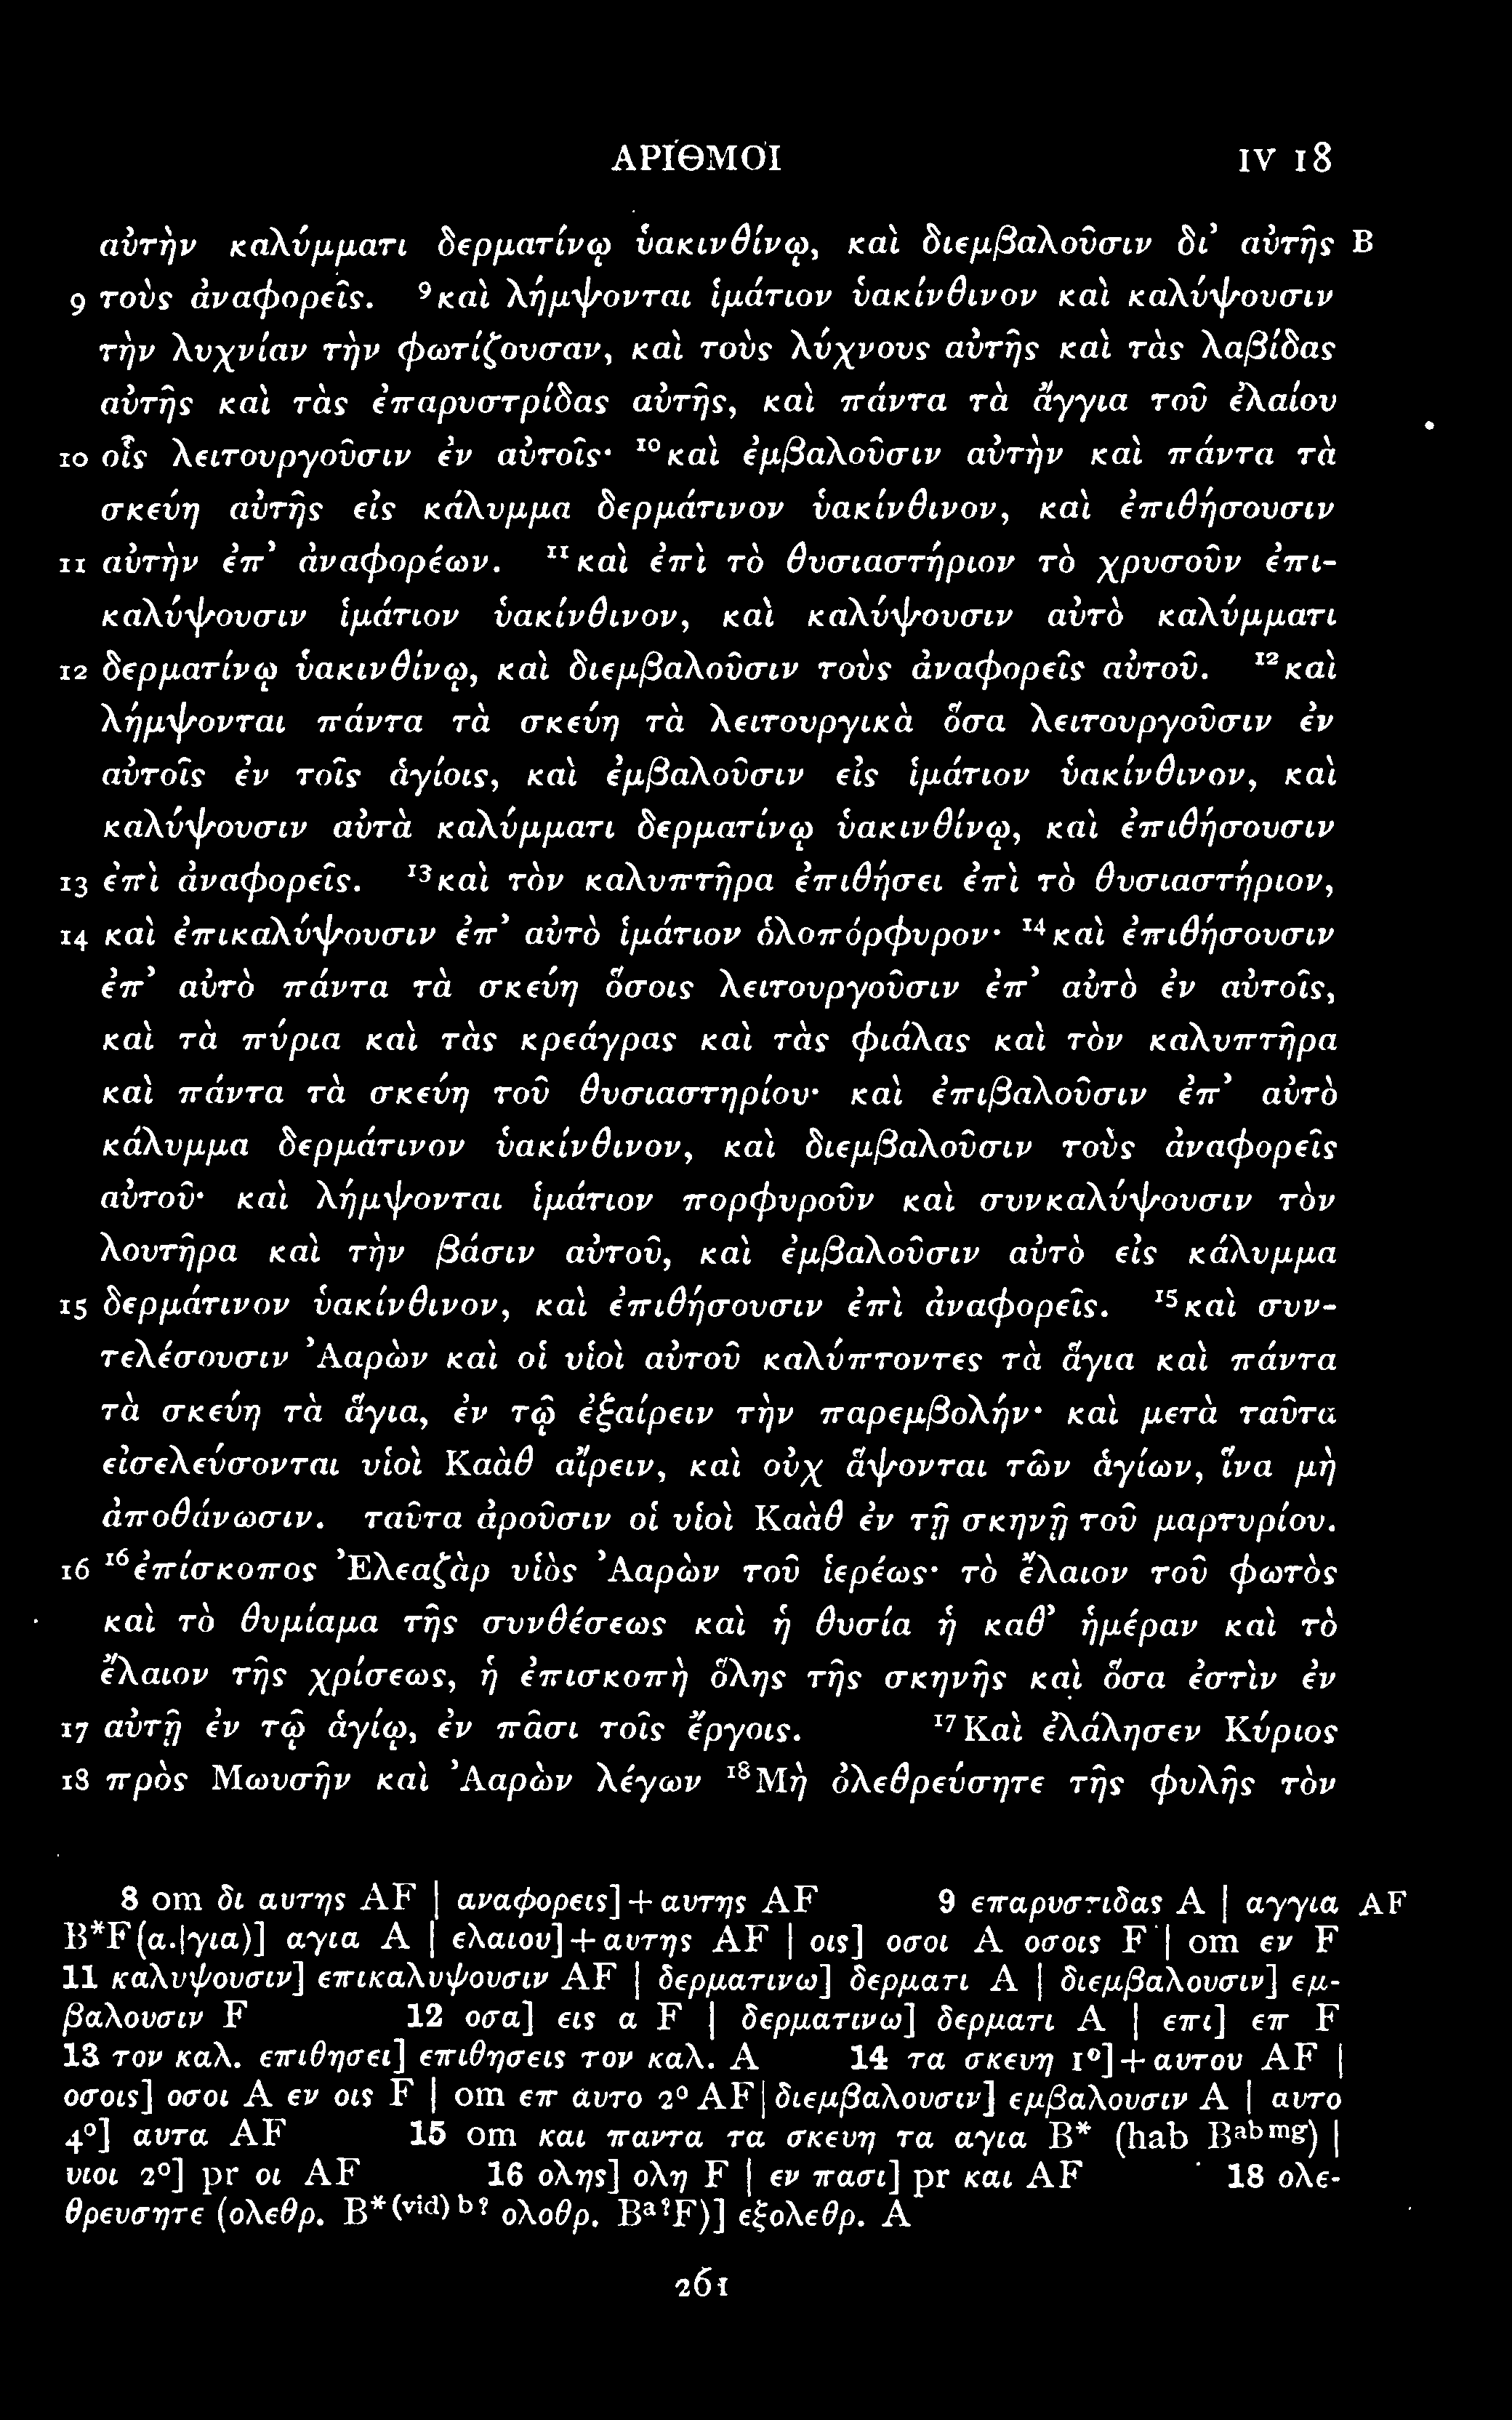 ΑΡΙΘΜΟΙ IV 18
αὐτὴν καλύμματι δερματίνῳ ὑακινθίνῳ, καὶ διεμβαλοῦσιν δι’ αὐτῆς B
9 τοὺς ἀναφορεῖς. ⁹καὶ λήμψονται ἱμάτιον ὑακίνθινον καὶ καλύψουσιν
τὴν λυχνίαν τὴν φωτίζουσαν, καὶ τοὺς λύχνους αὐτῆς καὶ τὰς λαβίδας
αὐτῆς καὶ τὰς ἐπαρυστρίδας αὐτῆς, καὶ πάντα τὰ ἄγγια τοῦ ἐλαίου
10 οἷς λειτουργοῦσιν ἐν αὐτοῖς· ¹⁰καὶ ἐμβαλοῦσιν αὐτὴν καὶ πάντα τὰ
σκεύη αὐτῆς εἰς κάλυμμα δερμάτινον ὑακίνθινον, καὶ ἐπιθήσουσιν
11 αὐτὴν ἐπ’ ἀναφορέων. ¹¹καὶ ἐπὶ τὸ θυσιαστήριον τὸ χρυσοῦν ἐπι-
καλύψουσιν ἱμάτιον ὑακίνθινον, καὶ καλύψουσιν αὐτὸ καλύμματι
12 δερματίνῳ ὑακινθίνῳ, καὶ διεμβαλοῦσιν τοὺς ἀναφορεῖς αὐτοῦ. ¹²καὶ
λήμψονται πάντα τὰ σκεύη τὰ λειτουργικὰ ὅσα λειτουργοῦσιν ἐν
αὐτοῖς ἐν τοῖς ἁγίοις, καὶ ἐμβαλοῦσιν εἰς ἱμάτιον ὑακίνθινον, καὶ
καλύψουσιν αὐτὰ καλύμματι δερματίνῳ ὑακινθίνῳ, καὶ ἐπιθήσουσιν
13 ἐπὶ ἀναφορεῖς. ¹³καὶ τὸν καλυπτῆρα ἐπιθήσει ἐπὶ τὸ θυσιαστήριον,
14 καὶ ἐπικαλύψουσιν ἐπ’ αὐτὸ ἱμάτιον ὁλοπόρφυρον· ¹⁴καὶ ἐπιθήσουσιν
ἐπ’ αὐτὸ πάντα τὰ σκεύη ὅσοις λειτουργοῦσιν ἐπ’ αὐτὸ ἐν αὐτοῖς,
καὶ τὰ πύρια καὶ τὰς κρεάγρας καὶ τὰς φιάλας καὶ τὸν καλυπτῆρα
καὶ πάντα τὰ σκεύη τοῦ θυσιαστηρίου· καὶ ἐπιβαλοῦσιν ἐπ’ αὐτὸ
κάλυμμα δερμάτινον ὑακίνθινον, καὶ διεμβαλοῦσιν τοὺς ἀναφορεῖς
αὐτοῦ· καὶ λήμψονται ἱμάτιον πορφυροῦν καὶ συνκαλύψουσιν τὸν
λουτῆρα καὶ τὴν βάσιν αὐτοῦ, καὶ ἐμβαλοῦσιν αὐτὸ εἰς κάλυμμα
15 δερμάτινον ὑακίνθινον, καὶ ἐπιθήσουσιν ἐπὶ ἀναφορεῖς. ¹⁵καὶ συν-
τελέσουσιν Ἀαρὼν καὶ οἱ υἱοὶ αὐτοῦ καλύπτοντες τὰ ἅγια καὶ πάντα
τὰ σκεύη τὰ ἅγια, ἐν τῷ ἐξαίρειν τὴν παρεμβολήν· καὶ μετὰ ταῦτα
εἰσελεύσονται υἱοὶ Καὰθ αἴρειν, καὶ οὐχ ἅψονται τῶν ἁγίων, ἵνα μὴ
ἀποθάνωσιν. ταῦτα ἀροῦσιν οἱ υἱοὶ Καὰθ ἐν τῇ σκηνῇ τοῦ μαρτυρίου.
16 ¹⁶ἐπίσκοπος Ἐλεαζὰρ υἱὸς Ἀαρὼν τοῦ ἱερέως· τὸ ἔλαιον τοῦ φωτὸς
καὶ τὸ θυμίαμα τῆς συνθέσεως καὶ ἡ θυσία ἡ καθ’ ἡμέραν καὶ τὸ
ἔλαιον τῆς χρίσεως, ἡ ἐπισκοπὴ ὅλης τῆς σκηνῆς καὶ ὅσα ἐστὶν ἐν
17 αὐτῇ ἐν τῷ ἁγίῳ, ἐν πᾶσι τοῖς ἔργοις. ¹⁷Καὶ ἐλάλησεν Κύριος
18 πρὸς Μωυσῆν καὶ Ἀαρὼν λέγων ¹⁸Μὴ ὀλεθρεύσητε τῆς φυλῆς τὸν
8 om δι αυτης AF | αναφορεις]+αυτης AF 9 επαρυστιδας A | αγγια AF
B*F(α.|για)] αγια A | ελαιου]+αυτης AF | οις] οσοι A οσοις F | om εν F
11 καλυψουσιν] επικαλυψουσιν AF | δερματινω] δερματι A | διεμβαλουσιν] εμ-
βαλουσιν F 12 οσα] εις α F | δερματινω] δερματι A | επι] επ F
13 τον καλ. επιθησει] επιθησεις τον καλ. A 14 τα σκευη 1°]+αυτου AF |
οσοις] οσοι A εν οις F | om επ αυτο 2° AF | διεμβαλουσιν] εμβαλουσιν A | αυτο
4°] αυτα AF 15 om και παντα τα σκευη τα αγια B* (hab Bᵃᵇᵐᵍ) |
υιοι 2°] pr οι AF 16 ολης] ολη F | εν πασι] pr και AF 18 ολε-
θρευσητε (ολεθρ. B*⁽ᵛⁱᵈ⁾ ᵇ? ολοθρ. Bᵃ?F)] εξολεθρ. A
261